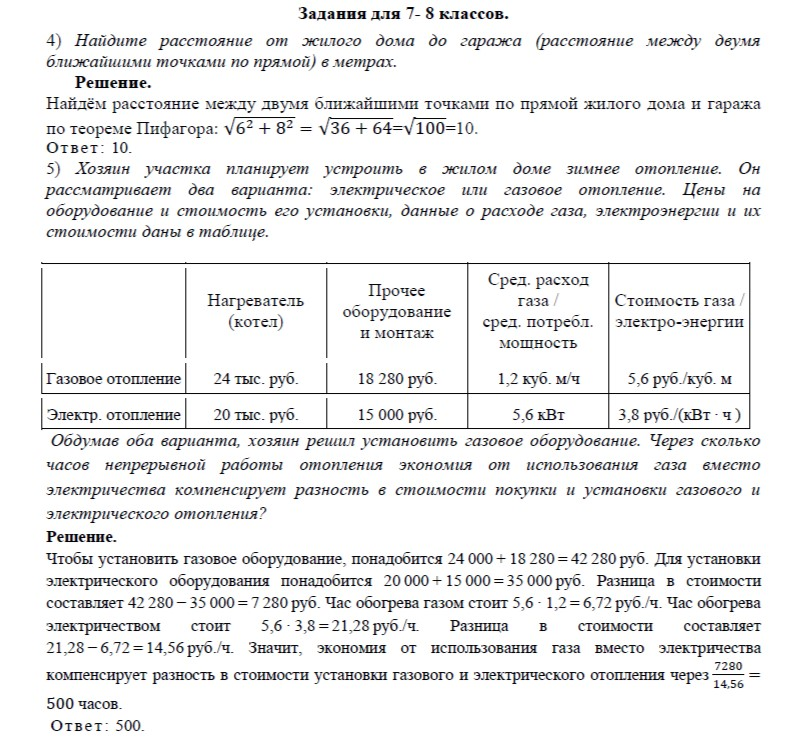 Задания для 7- 8 классов.
4) Найдите расстояние от жилого дома до гаража (расстояние между двумя
ближайшими точками по прямой) в метрах.
Решение.
Найдём расстояние между двумя ближайшими точками по прямой жилого дома и гаража
по теореме Пифагора: √(6² + 8²) = √(36 + 64)=√100=10.
Ответ: 10.
5) Хозяин участка планирует устроить в жилом доме зимнее отопление. Он
рассматривает два варианта: электрическое или газовое отопление. Цены на
оборудование и стоимость его установки, данные о расходе газа, электроэнергии и их
стоимости даны в таблице.
Нагреватель
(котел)
Прочее
оборудование
и монтаж
Сред. расход
газа /
сред. потребл.
мощность
Стоимость газа /
электро-энергии
Газовое отопление 24 тыс. руб. 18 280 руб. 1,2 куб. м/ч 5,6 руб./куб. м
Электр. отопление 20 тыс. руб. 15 000 руб. 5,6 кВт 3,8 руб./(кВт · ч )
Обдумав оба варианта, хозяин решил установить газовое оборудование. Через сколько
часов непрерывной работы отопления экономия от использования газа вместо
электричества компенсирует разность в стоимости покупки и установки газового и
электрического отопления?
Решение.
Чтобы установить газовое оборудование, понадобится 24 000 + 18 280 = 42 280 руб. Для установки
электрического оборудования понадобится 20 000 + 15 000 = 35 000 руб. Разница в стоимости
составляет 42 280 − 35 000 = 7 280 руб. Час обогрева газом стоит 5,6 · 1,2 = 6,72 руб./ч. Час обогрева
электричеством стоит 5,6 · 3,8 = 21,28 руб./ч. Разница в стоимости составляет
21,28 − 6,72 = 14,56 руб./ч. Значит, экономия от использования газа вместо электричества
компенсирует разность в стоимости установки газового и электрического отопления через 7280/14,56 =
500 часов.
Ответ: 500.